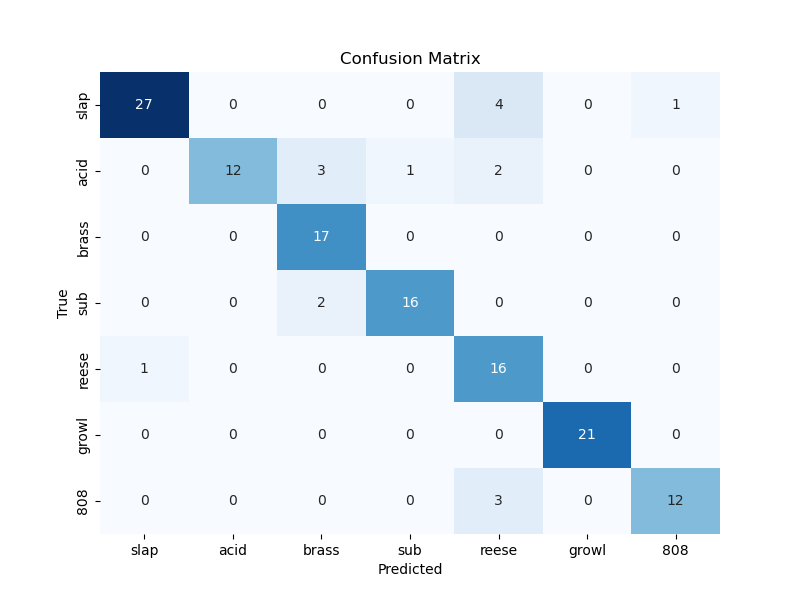 Confusion Matrix
True
slap 27 0 0 0 4 0 1
acid 0 12 3 1 2 0 0
brass 0 0 17 0 0 0 0
sub 0 0 2 16 0 0 0
reese 1 0 0 0 16 0 0
growl 0 0 0 0 0 21 0
808 0 0 0 0 3 0 12
slap acid brass sub reese growl 808
Predicted